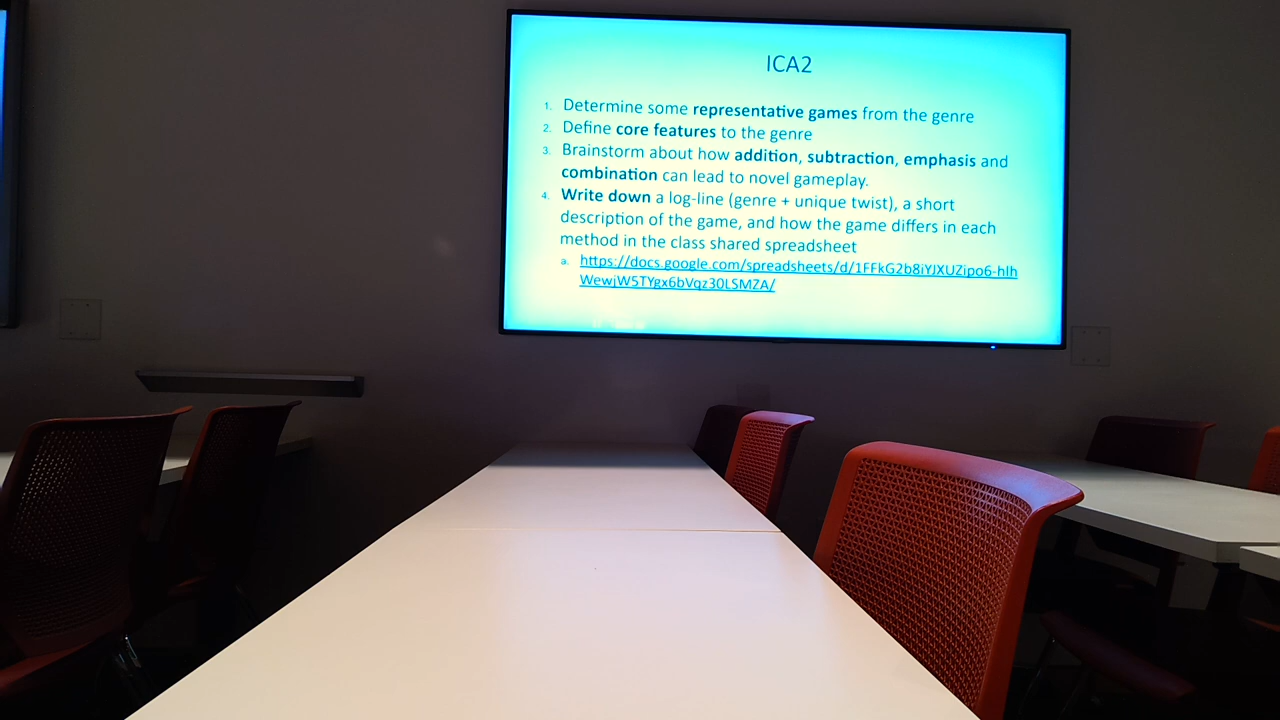 ICA2
1. Determine some representative games from the genre
2. Define core features to the genre
3. Brainstorm about how addition, subtraction, emphasis and
combination can lead to novel gameplay.
4. Write down a log-line (genre + unique twist), a short
description of the game, and how the game differs in each
method in the class shared spreadsheet
a. https://docs.google.com/spreadsheets/d/1FFkG2b8iYJXUZipo6-hlh
WewjW5TYgx6bVqz30LSMZA/